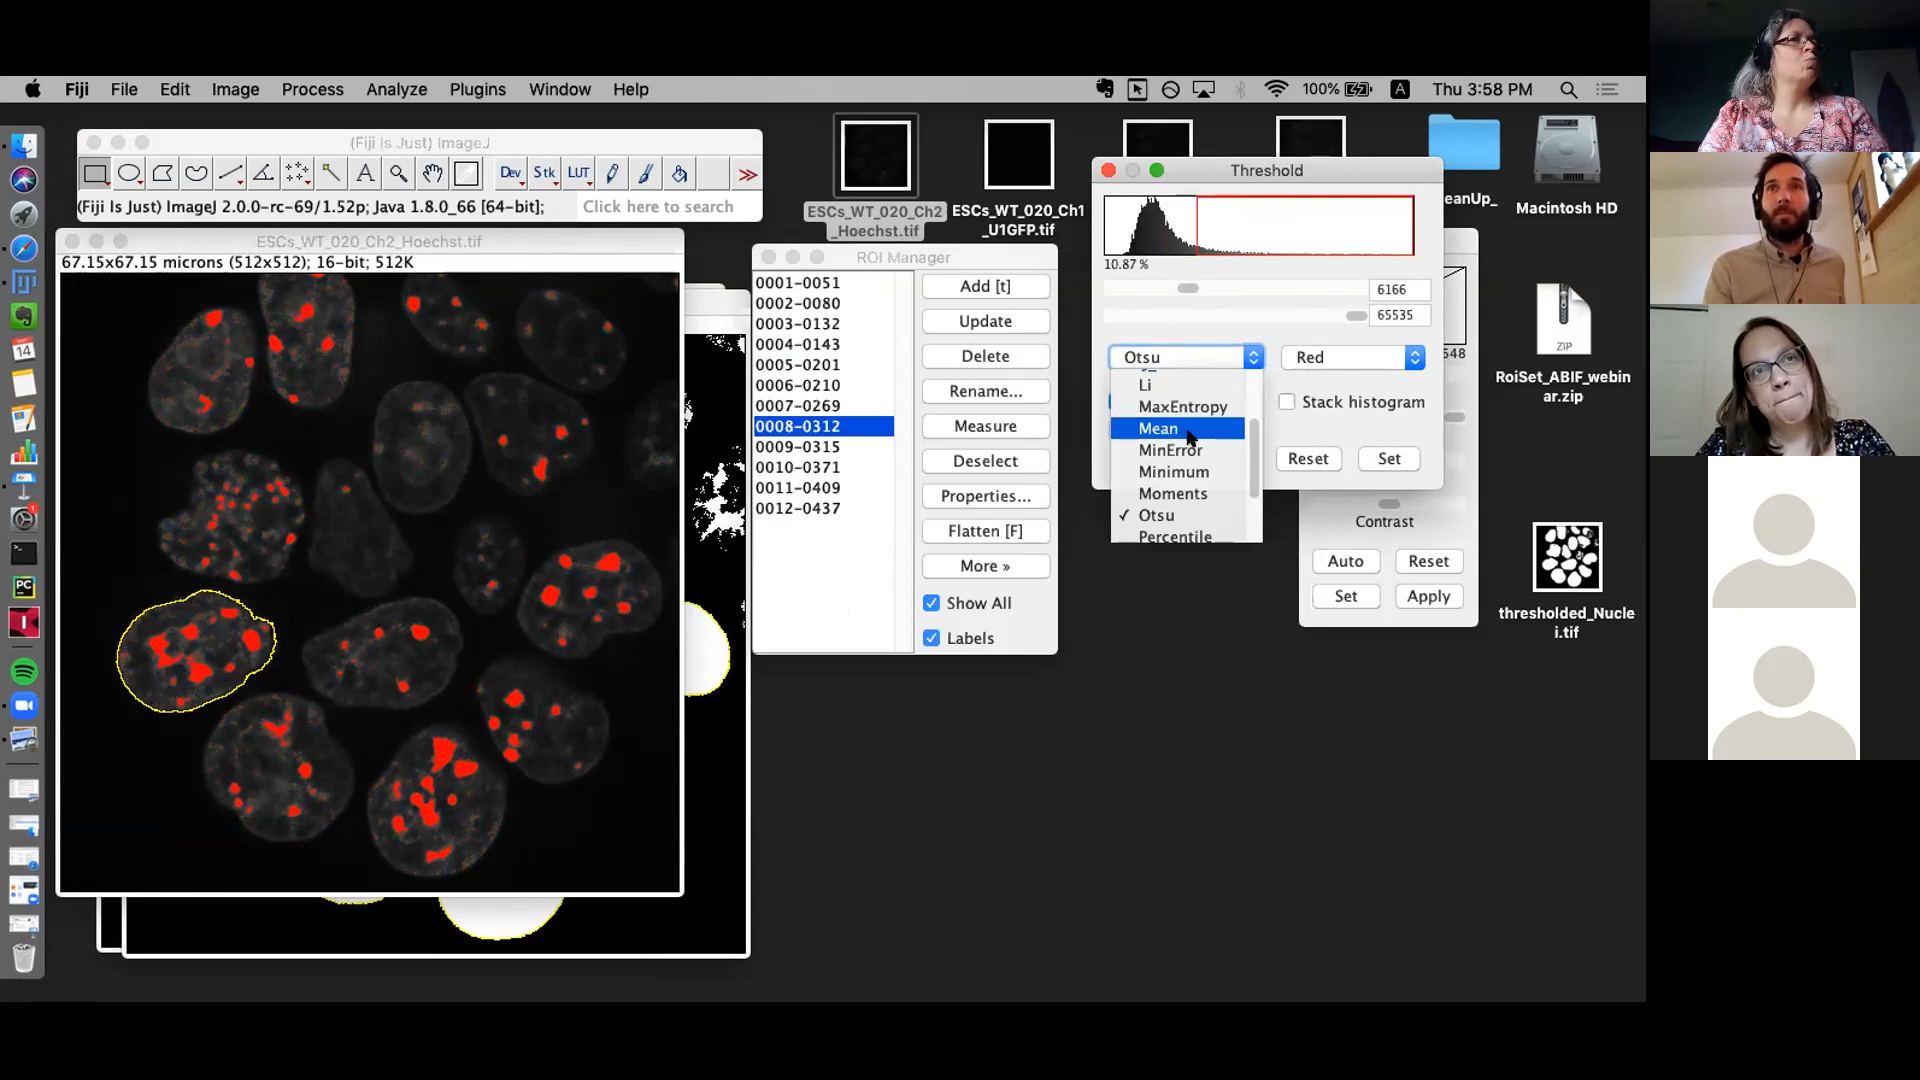 Fiji File Edit Image Process Analyze Plugins Window Help
100% A Thu 3:58 PM
(Fiji Is Just) ImageJ
Dev Stk LUT
(Fiji Is Just) ImageJ 2.0.0-rc-69/1.52p; Java 1.8.0_66 [64-bit];
Click here to search
ESCs_WT_020_Ch2_Hoechst.tif
67.15x67.15 microns (512x512); 16-bit; 512K
ESCs_WT_020_Ch2
_Hoechst.tif
ESCs_WT_020_Ch1
_U1GFP.tif
eanUp_
Macintosh HD
ZIP
RoiSet_ABIF_webin
ar.zip
thresholded_Nucle
i.tif
ROI Manager
0001-0051
0002-0080
0003-0132
0004-0143
0005-0201
0006-0210
0007-0269
0008-0312
0009-0315
0010-0371
0011-0409
0012-0437
Add [t]
Update
Delete
Rename...
Measure
Deselect
Properties...
Flatten [F]
More »
Show All
Labels
Threshold
10.87 %
6166
65535
Otsu
Red
Li
MaxEntropy
Mean
MinError
Minimum
Moments
✓ Otsu
Percentile
Stack histogram
Reset
Set
548
Contrast
Auto
Reset
Set
Apply
14
PC